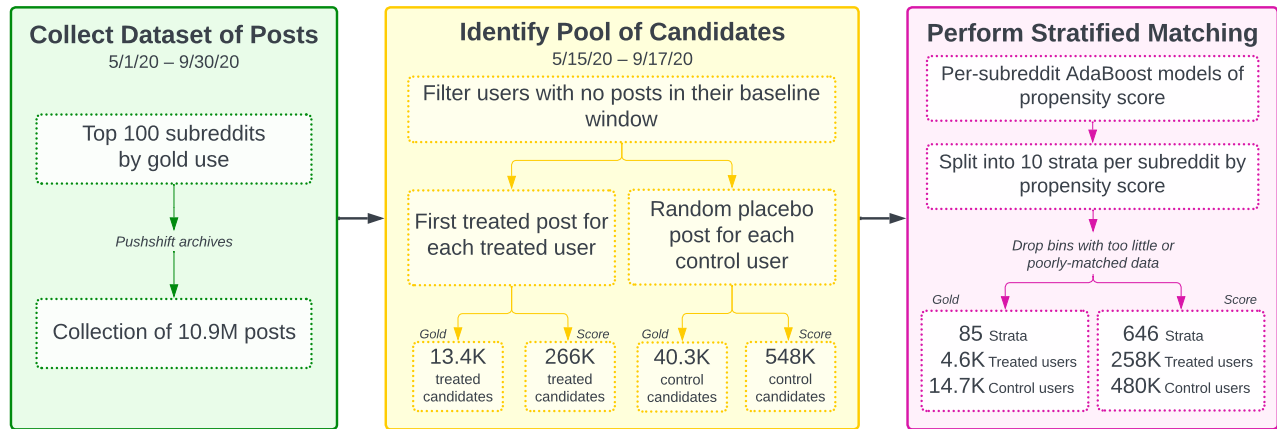 Collect Dataset of Posts
5/1/20 – 9/30/20
Top 100 subreddits
by gold use
Pushshift archives
Collection of 10.9M posts
Identify Pool of Candidates
5/15/20 – 9/17/20
Filter users with no posts in their baseline
window
First treated post for
each treated user
Random placebo
post for each
control user
Gold
13.4K
treated
candidates
Score
266K
treated
candidates
Gold
40.3K
control
candidates
Score
548K
control
candidates
Perform Stratified Matching
Per-subreddit AdaBoost models of
propensity score
Split into 10 strata per subreddit by
propensity score
Drop bins with too little or
poorly-matched data
Gold
85 Strata
4.6K Treated users
14.7K Control users
Score
646 Strata
258K Treated users
480K Control users